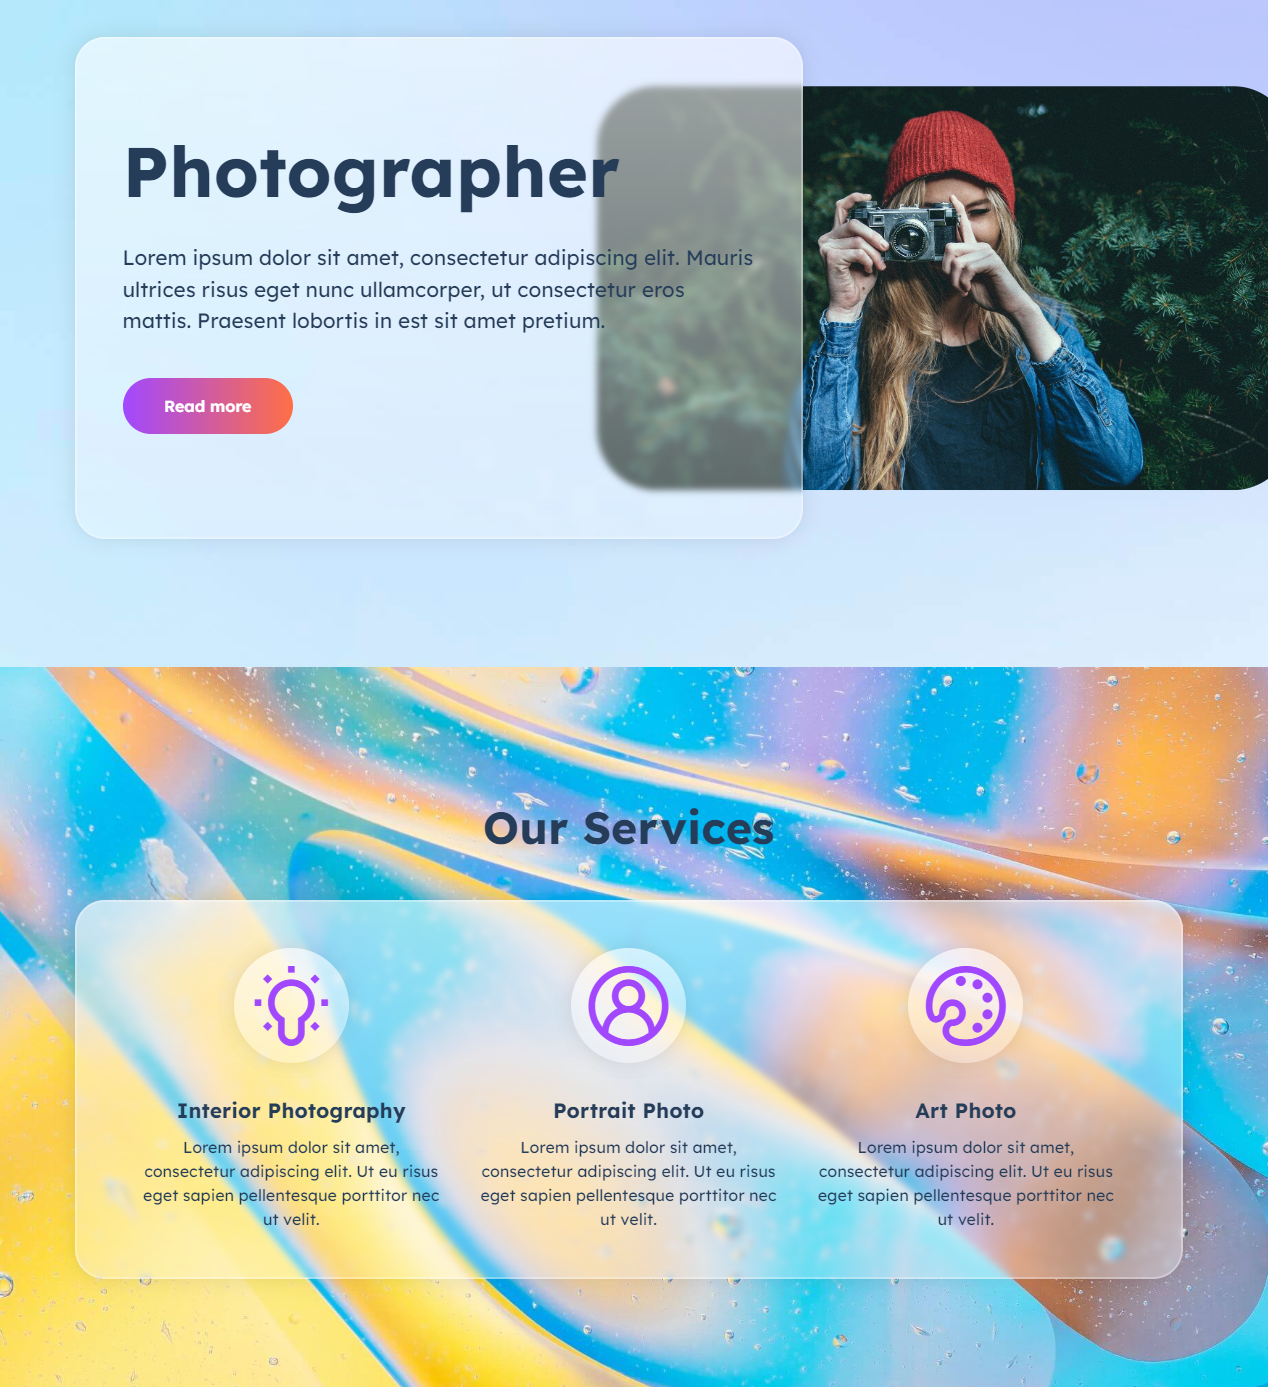 Photographer
Lorem ipsum dolor sit amet, consectetur adipiscing elit. Mauris
ultrices risus eget nunc ullamcorper, ut consectetur eros
mattis. Praesent lobortis in est sit amet pretium.
Read more
Our Services
Interior Photography
Lorem ipsum dolor sit amet,
consectetur adipiscing elit. Ut eu risus
eget sapien pellentesque porttitor nec
ut velit.
Portrait Photo
Lorem ipsum dolor sit amet,
consectetur adipiscing elit. Ut eu risus
eget sapien pellentesque porttitor nec
ut velit.
Art Photo
Lorem ipsum dolor sit amet,
consectetur adipiscing elit. Ut eu risus
eget sapien pellentesque porttitor nec
ut velit.